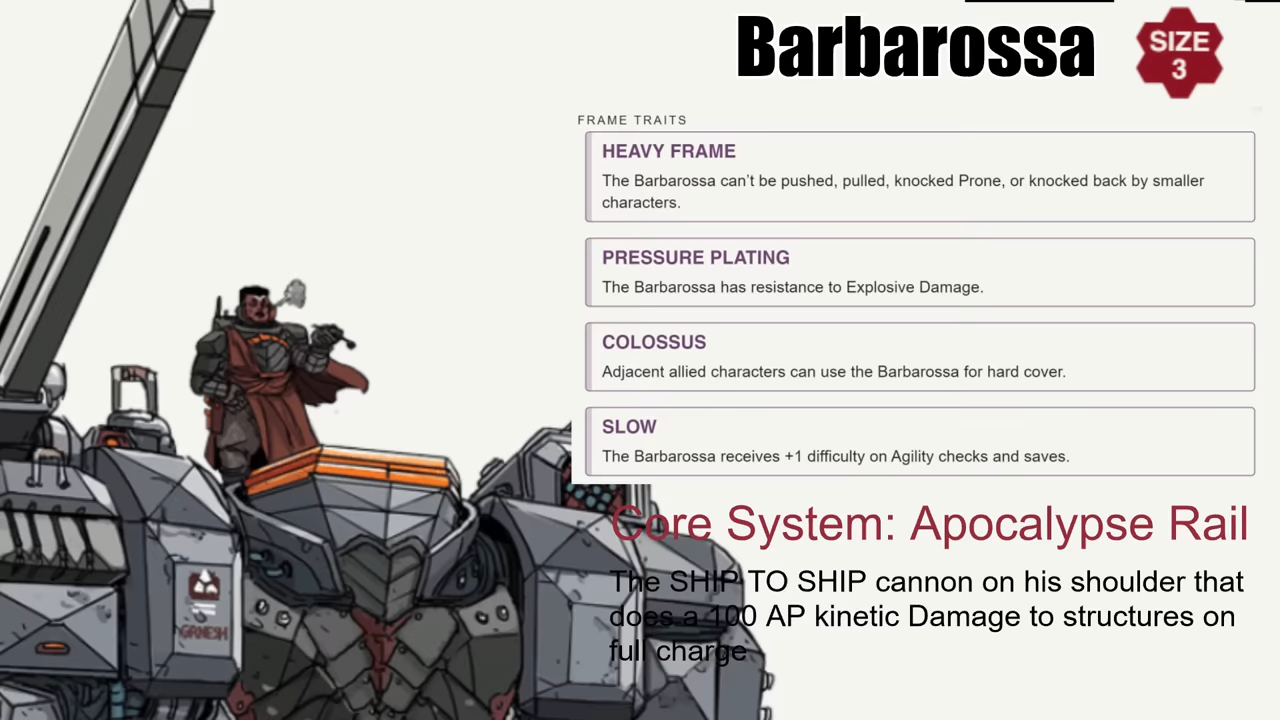 Barbarossa
SIZE
3
FRAME TRAITS
HEAVY FRAME
The Barbarossa can't be pushed, pulled, knocked Prone, or knocked back by smaller
characters.
PRESSURE PLATING
The Barbarossa has resistance to Explosive Damage.
COLOSSUS
Adjacent allied characters can use the Barbarossa for hard cover.
SLOW
The Barbarossa receives +1 difficulty on Agility checks and saves.
Core System: Apocalypse Rail
The SHIP TO SHIP cannon on his shoulder that
does a 100 AP kinetic Damage to structures on
full charge